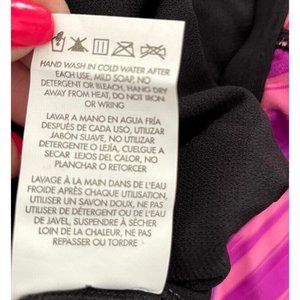 HAND WASH IN COLD WATER AFTER
EACH USE, MILD SOAP, NO
DETERGENT OR BLEACH, HANG DRY
AWAY FROM HEAT, DO NOT IRON
OR WRING
LAVAR A MANO EN AGUA FRÍA
DESPUÉS DE CADA USO, UTILIZAR
JABÓN SUAVE, NO UTILIZAR
DETERGENTE O LEJÍA, CUELGUE A
SECAR LEJOS DEL CALOR, NO
PLANCHAR O RETORCER
LAVAGE À LA MAIN DANS DE L'EAU
FROIDE APRÈS CHAQUE UTILISATION,
UTILISER UN SAVON DOUX, NE PAS
UTILISER DE DÉTERGENT OU DE L'EAU
DE JAVEL, SUSPENDRE À SÉCHER
LOIN DE LA CHALEUR, NE PAS
REPASSER OU TORDRE